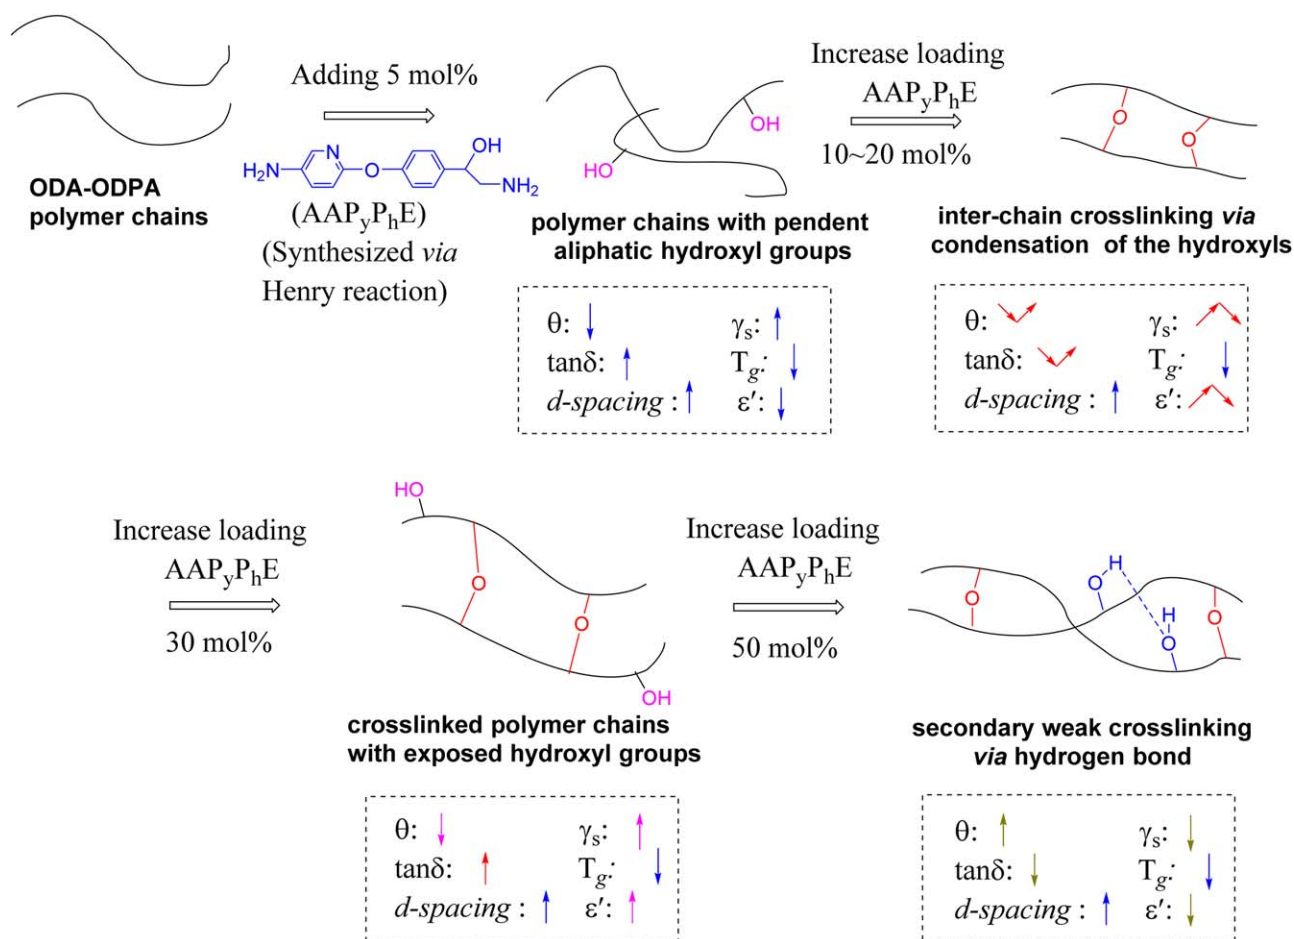 Adding 5 mol%
H₂N
N
O
OH
NH₂
(AAPyPhE)
(Synthesized via
Henry reaction)
ODA-ODPA
polymer chains
OH
HO
polymer chains with pendent
aliphatic hydroxyl groups
θ: γs:
tanδ: Tg:
d-spacing : ε′:
Increase loading
AAPyPhE
10~20 mol%
O
O
inter-chain crosslinking via
condensation of the hydroxyls
θ: γs:
tanδ: Tg:
d-spacing : ε′:
Increase loading
AAPyPhE
30 mol%
HO
O
O
OH
crosslinked polymer chains
with exposed hydroxyl groups
θ: γs:
tanδ: Tg:
d-spacing : ε′:
Increase loading
AAPyPhE
50 mol%
O
H
O
H
O
O
secondary weak crosslinking
via hydrogen bond
θ: γs:
tanδ: Tg:
d-spacing : ε′: